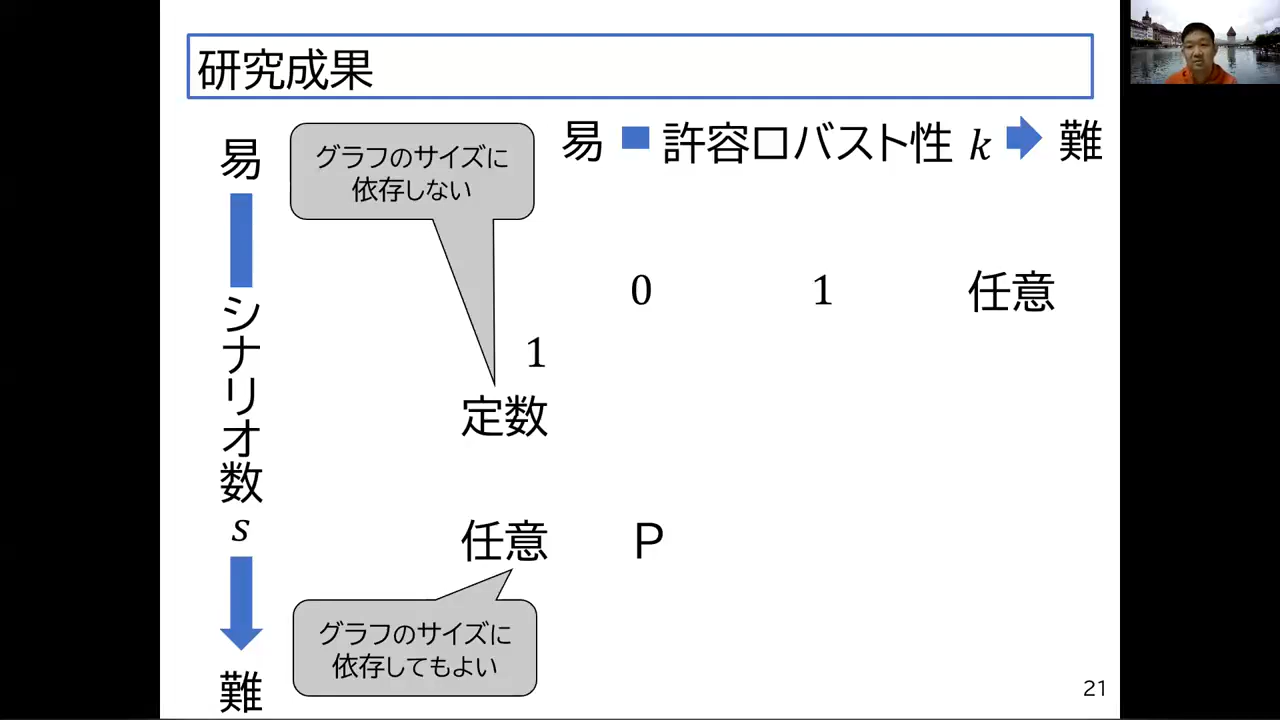 研究成果
易
シナリオ数
s
難
グラフのサイズに
依存しない
易 許容ロバスト性 k 難
0 1 任意
1
定数
任意 P
グラフのサイズに
依存してもよい
21